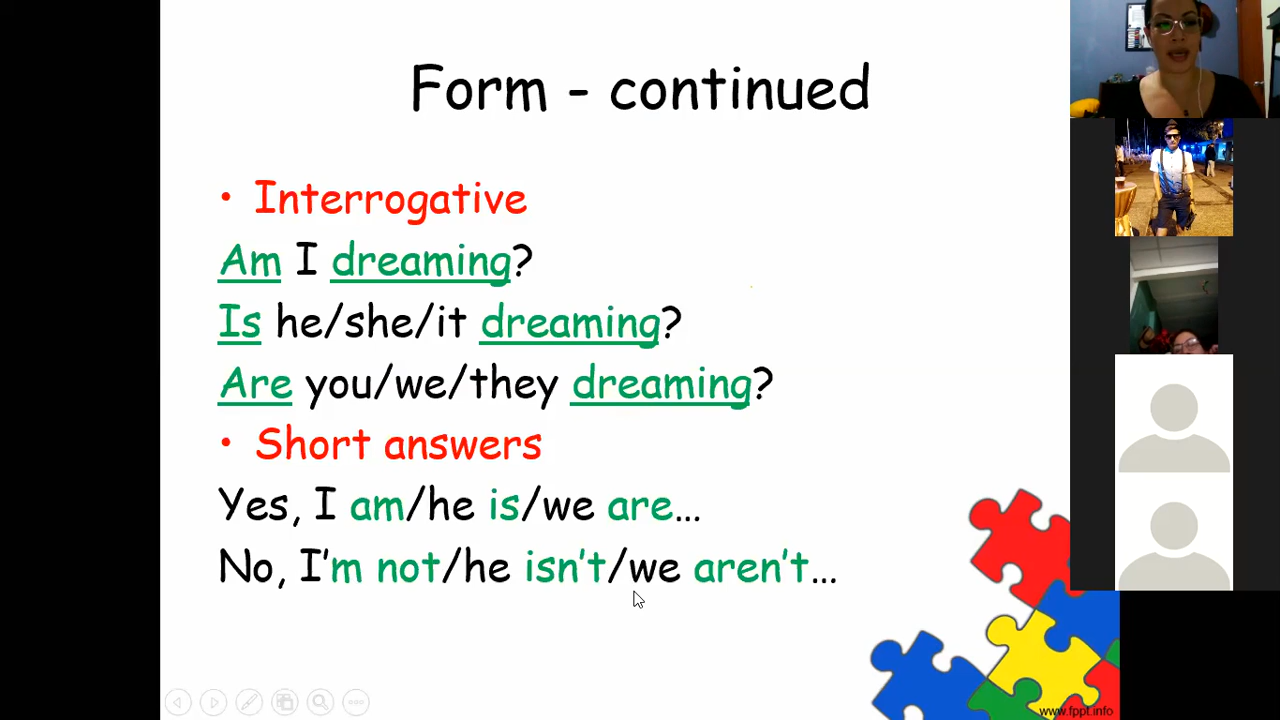 Form - continued
• Interrogative
Am I dreaming?
Is he/she/it dreaming?
Are you/we/they dreaming?
• Short answers
Yes, I am/he is/we are…
No, I’m not/he isn’t/we aren’t…
www.fppt.info